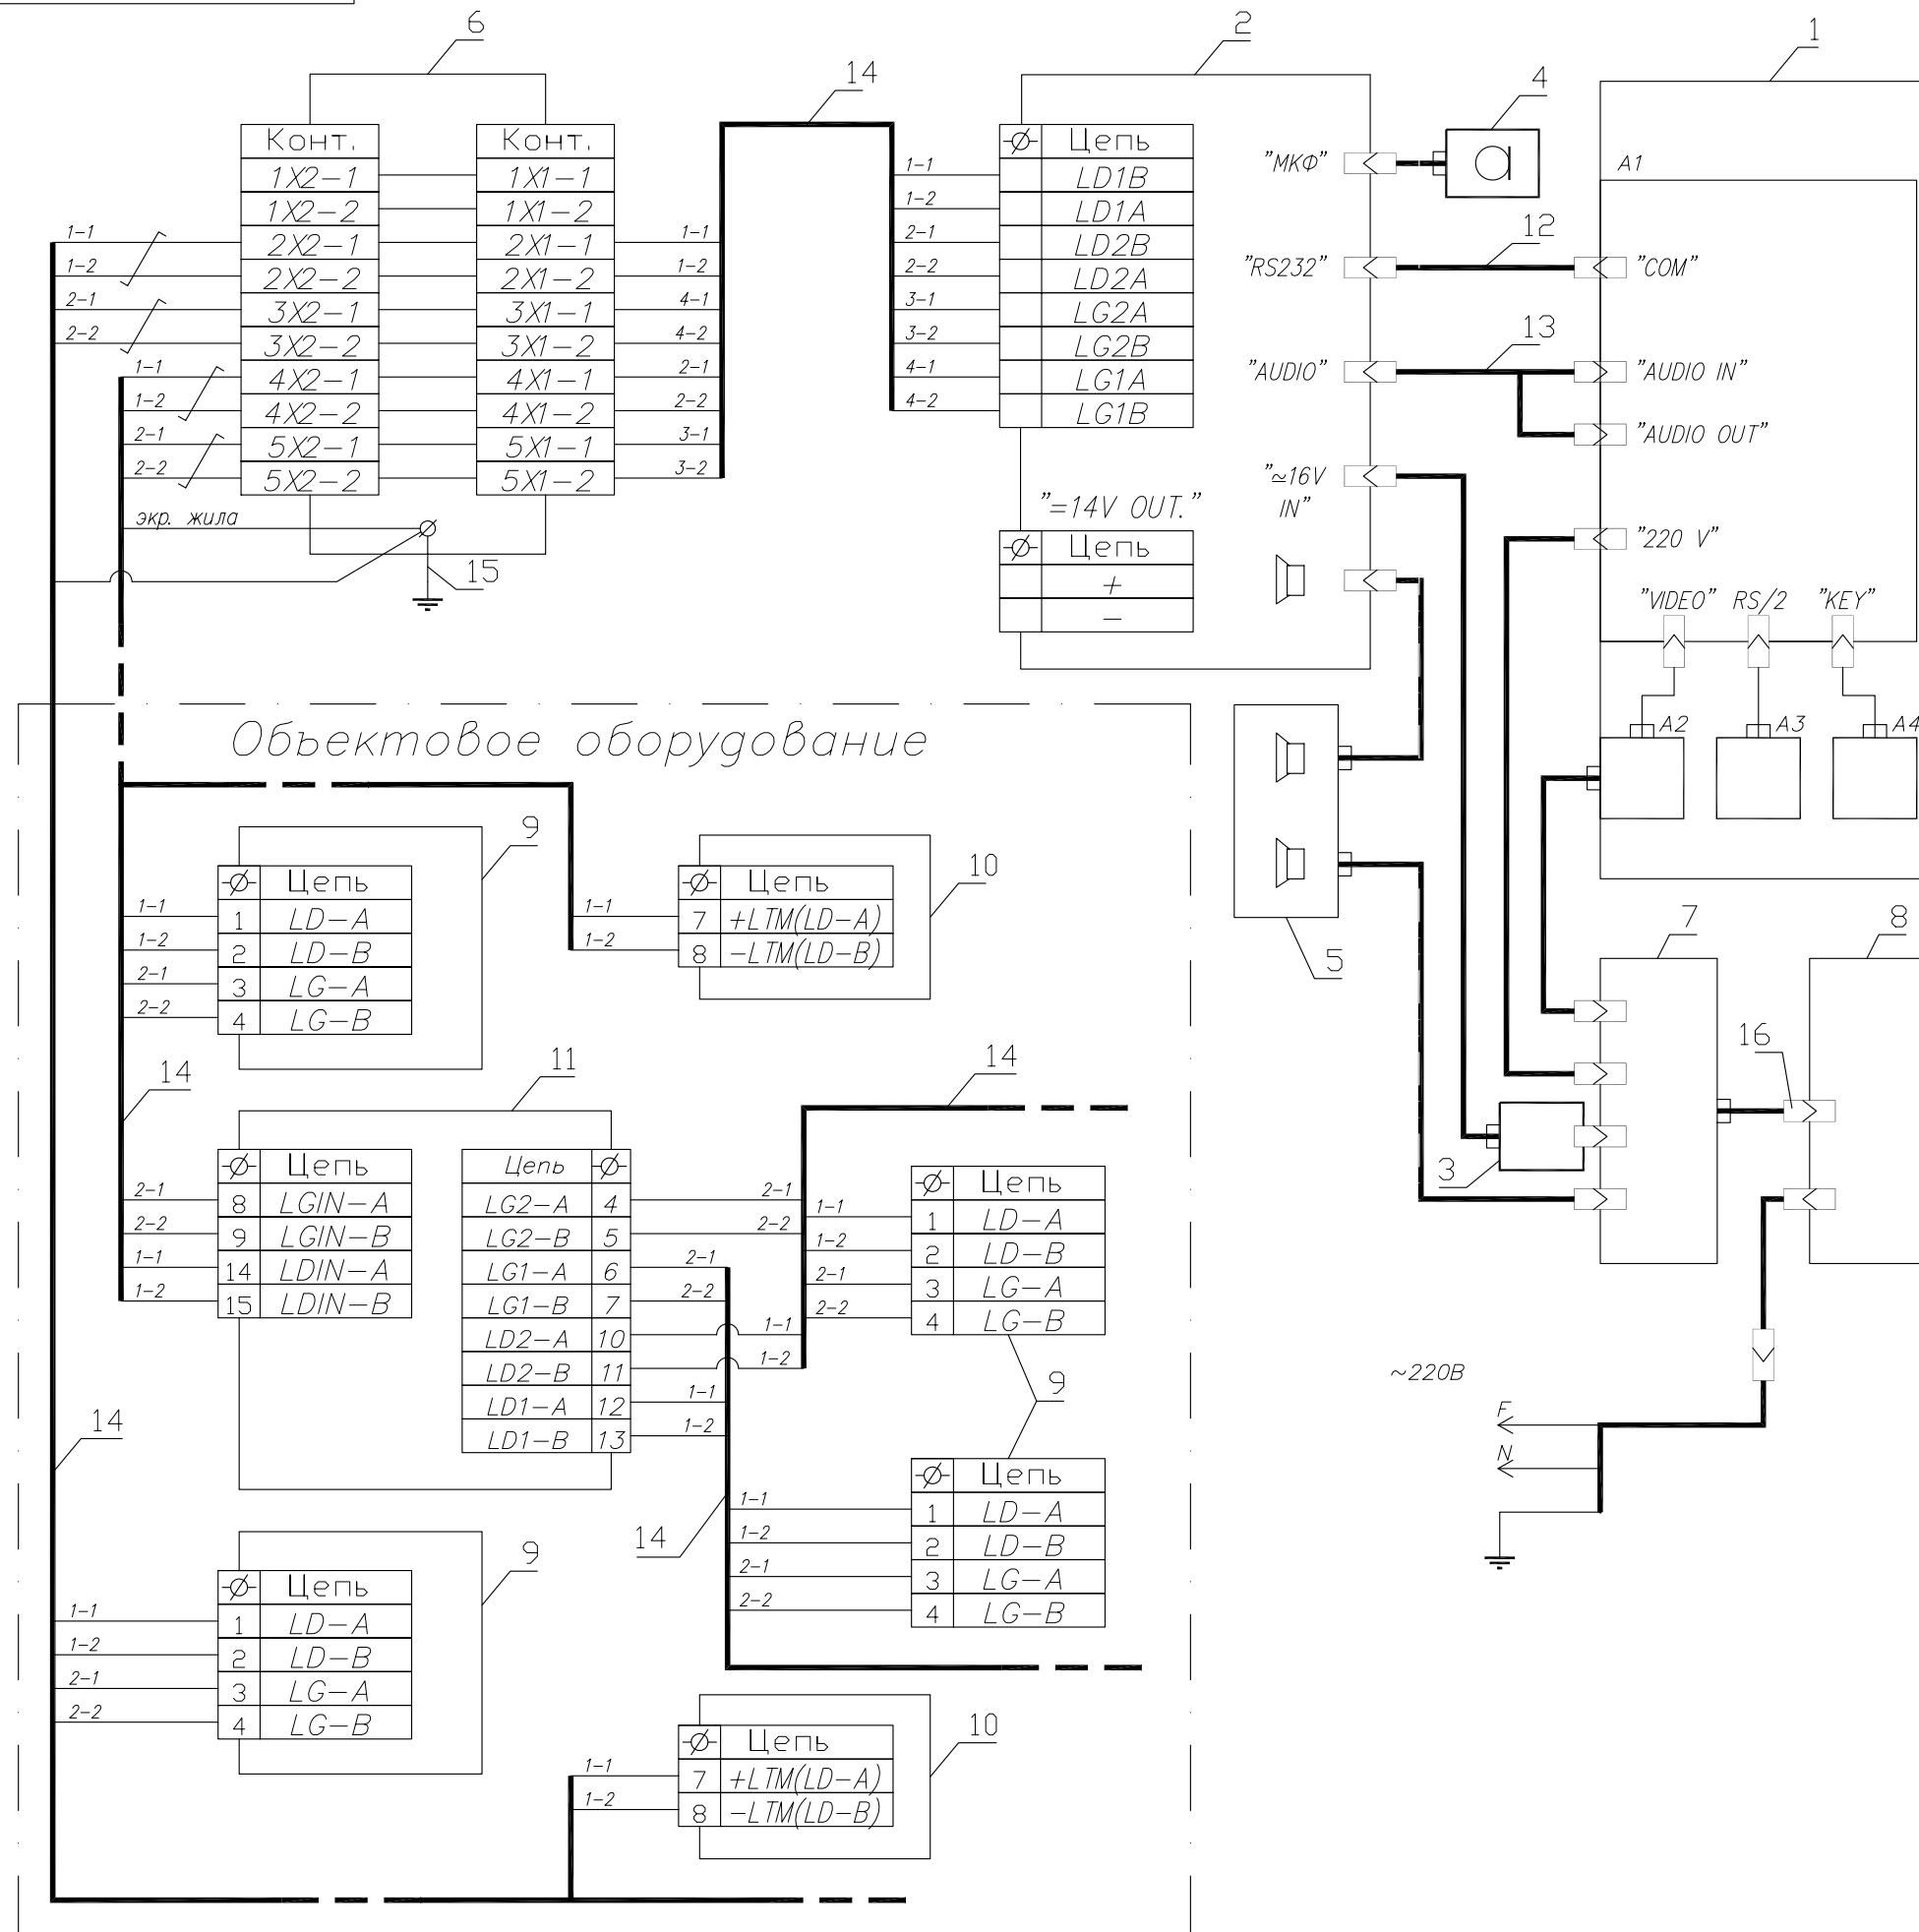 6
2
1
14
4
Конт.
Конт.
1X2-1
1X1-1
1X2-2
1X1-2
1-1
2X2-1
2X1-1
1-1
1-2
2X2-2
2X1-2
1-2
2-1
3X2-1
3X1-1
4-1
2-2
3X2-2
3X1-2
4-2
1-1
4X2-1
4X1-1
2-1
1-2
4X2-2
4X1-2
2-2
2-1
5X2-1
5X1-1
3-1
2-2
5X2-2
5X1-2
3-2
экр. жила
15
Ø Цепь
1-1 LD1B
1-2 LD1A
2-1 LD2B
2-2 LD2A
3-1 LG2A
3-2 LG2B
4-1 LG1A
4-2 LG1B
"=14V OUT."
Ø Цепь
+
-
"МКФ"
"RS232"
"AUDIO"
"≃16V
IN"
12
13
A1
"COM"
"AUDIO IN"
"AUDIO OUT"
"220 V"
"VIDEO" RS/2 "KEY"
A2 A3 A4
Объектовое оборудование
9
Ø Цепь
1-1 1 LD-A
1-2 2 LD-B
2-1 3 LG-A
2-2 4 LG-B
10
Ø Цепь
1-1 7 +LTM(LD-A)
1-2 8 -LTM(LD-B)
5
7
8
16
3
14
11
Ø Цепь
2-1 8 LGIN-A
2-2 9 LGIN-B
1-1 14 LDIN-A
1-2 15 LDIN-B
Цепь Ø
LG2-A 4 2-1
LG2-B 5 2-2
LG1-A 6 2-1
LG1-B 7 2-2
LD2-A 10 1-1
LD2-B 11 1-2
LD1-A 12 1-1
LD1-B 13 1-2
14
Ø Цепь
1-1 1 LD-A
1-2 2 LD-B
2-1 3 LG-A
2-2 4 LG-B
9
~220В
F
N
14
14
Ø Цепь
1-1 1 LD-A
1-2 2 LD-B
2-1 3 LG-A
2-2 4 LG-B
9
Ø Цепь
1-1 1 LD-A
1-2 2 LD-B
2-1 3 LG-A
2-2 4 LG-B
10
Ø Цепь
1-1 7 +LTM(LD-A)
1-2 8 -LTM(LD-B)